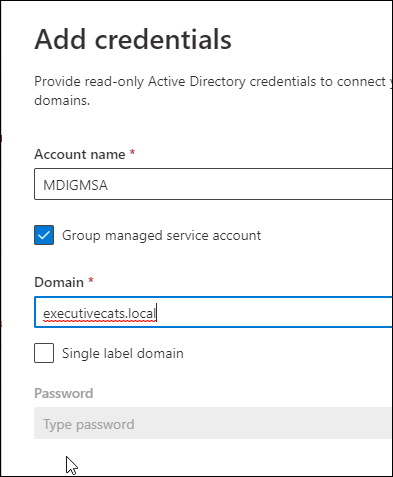 Add credentials
Provide read-only Active Directory credentials to connect
domains.
Account name *
MDIGMSA
Group managed service account
Domain *
executivecats.local
Single label domain
Password
Type password